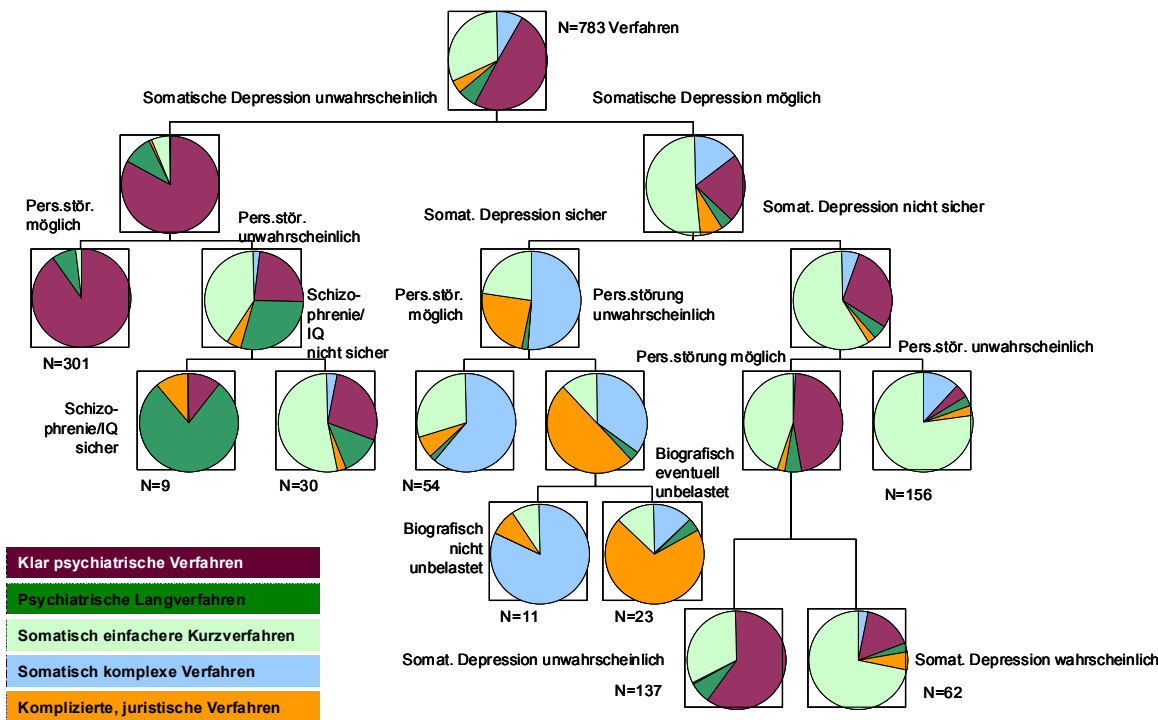 N=783 Verfahren
Somatische Depression unwahrscheinlich
Somatische Depression möglich
Pers.stör.
möglich
Pers.stör.
unwahrscheinlich
Somat. Depression sicher
Somat. Depression nicht sicher
Schizo-
phrenie/
IQ
nicht sicher
Pers.stör.
möglich
Pers.störung
unwahrscheinlich
N=301
Pers.störung möglich
Pers.stör. unwahrscheinlich
Schizo-
phrenie/IQ
sicher
N=9
N=30
N=54
Biografisch
eventuell
unbelastet
N=156
Biografisch
nicht
unbelastet
N=11
N=23
Klar psychiatrische Verfahren
Psychiatrische Langverfahren
Somatisch einfachere Kurzverfahren
Somatisch komplexe Verfahren
Komplizierte, juristische Verfahren
Somat. Depression unwahrscheinlich
N=137
Somat. Depression wahrscheinlich
N=62